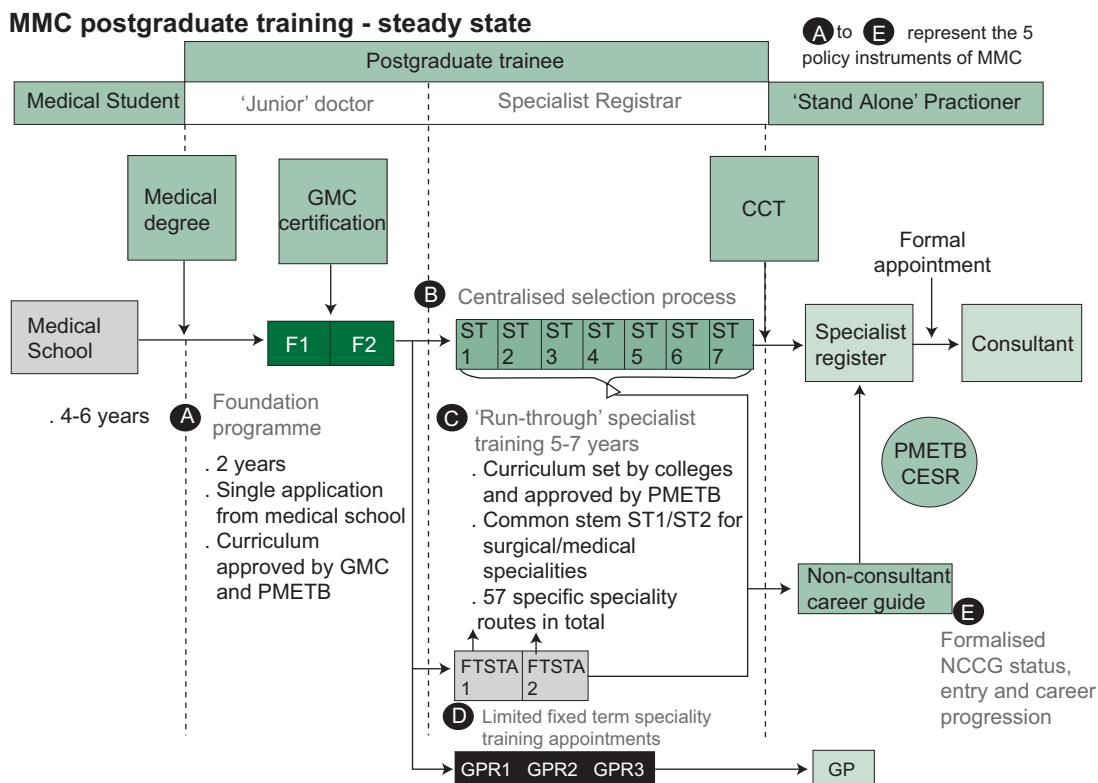 MMC postgraduate training - steady state
A to E represent the 5
policy instruments of MMC
Postgraduate trainee
Medical Student
‘Junior’ doctor
Specialist Registrar
‘Stand Alone’ Practioner
Medical
degree
GMC
certification
CCT
Formal
appointment
B Centralised selection process
Medical
School
F1 F2
ST ST ST ST ST ST ST
1 2 3 4 5 6 7
Specialist
register
Consultant
. 4-6 years
A Foundation
programme
. 2 years
. Single application
from medical school
. Curriculum
approved by GMC
and PMETB
C ‘Run-through’ specialist
training 5-7 years
. Curriculum set by colleges
and approved by PMETB
. Common stem ST1/ST2 for
surgical/medical
specialities
. 57 specific speciality
routes in total
PMETB
CESR
Non-consultant
career guide
E
Formalised
NCCG status,
entry and career
progression
FTSTA FTSTA
1 2
D Limited fixed term speciality
training appointments
GPR1 GPR2 GPR3
GP